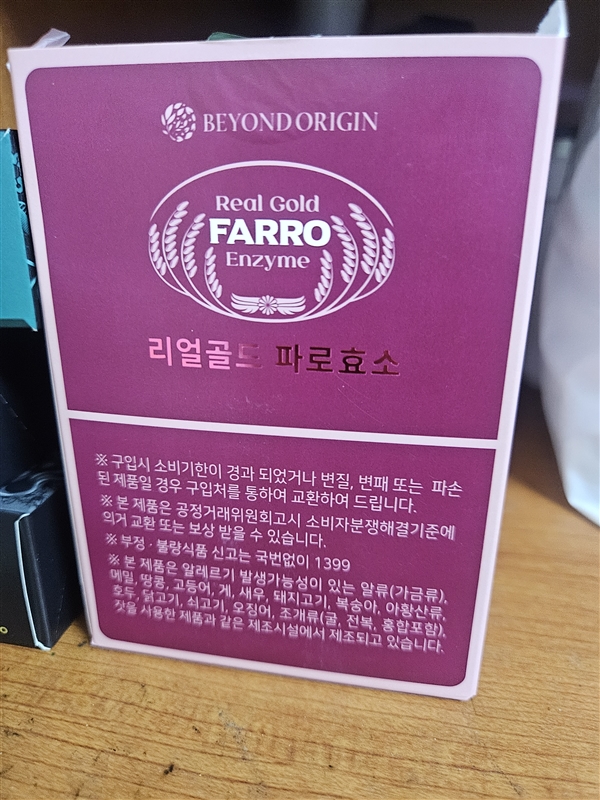 BEYOND ORIGIN
Real Gold
FARRO
Enzyme
리얼골드 파로효소
※ 구입시 소비기한이 경과 되었거나 변질, 변패 또는 파손
된 제품일 경우 구입처를 통하여 교환하여 드립니다.
※ 본 제품은 공정거래위원회고시 소비자분쟁해결기준에
의거 교환 또는 보상 받을 수 있습니다.
※ 부정 · 불량식품 신고는 국번없이 1399
※ 본 제품은 알레르기 발생가능성이 있는 알류(가금류),
메밀, 땅콩, 고등어, 게, 새우, 돼지고기, 복숭아, 아황산류,
호두, 닭고기, 쇠고기, 오징어, 조개류(굴, 전복, 홍합포함),
잣을 사용한 제품과 같은 제조시설에서 제조되고 있습니다.